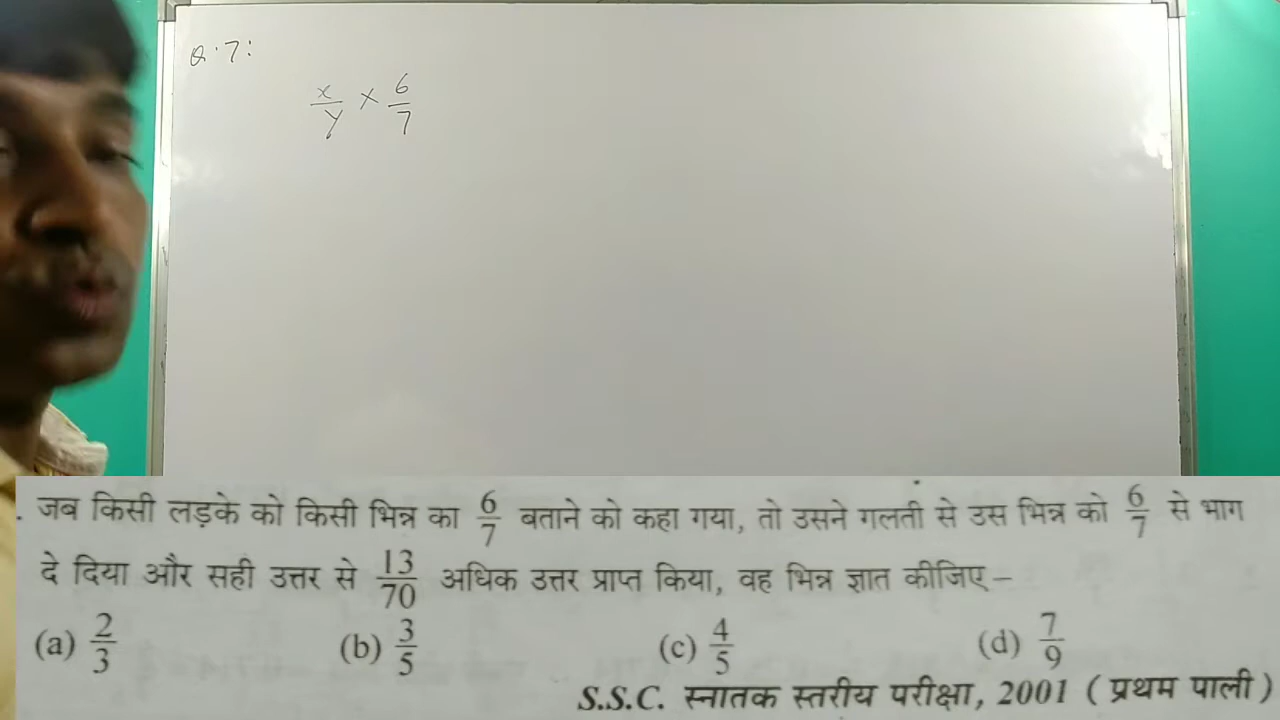 Q.7:
x/y × 6/7
. जब किसी लड़के को किसी भिन्न का 6/7 बताने को कहा गया, तो उसने गलती से उस भिन्न को 6/7 से भाग
दे दिया और सही उत्तर से 13/70 अधिक उत्तर प्राप्त किया, वह भिन्न ज्ञात कीजिए–
(a) 2/3 (b) 3/5 (c) 4/5 (d) 7/9
S.S.C. स्नातक स्तरीय परीक्षा, 2001 ( प्रथम पाली )